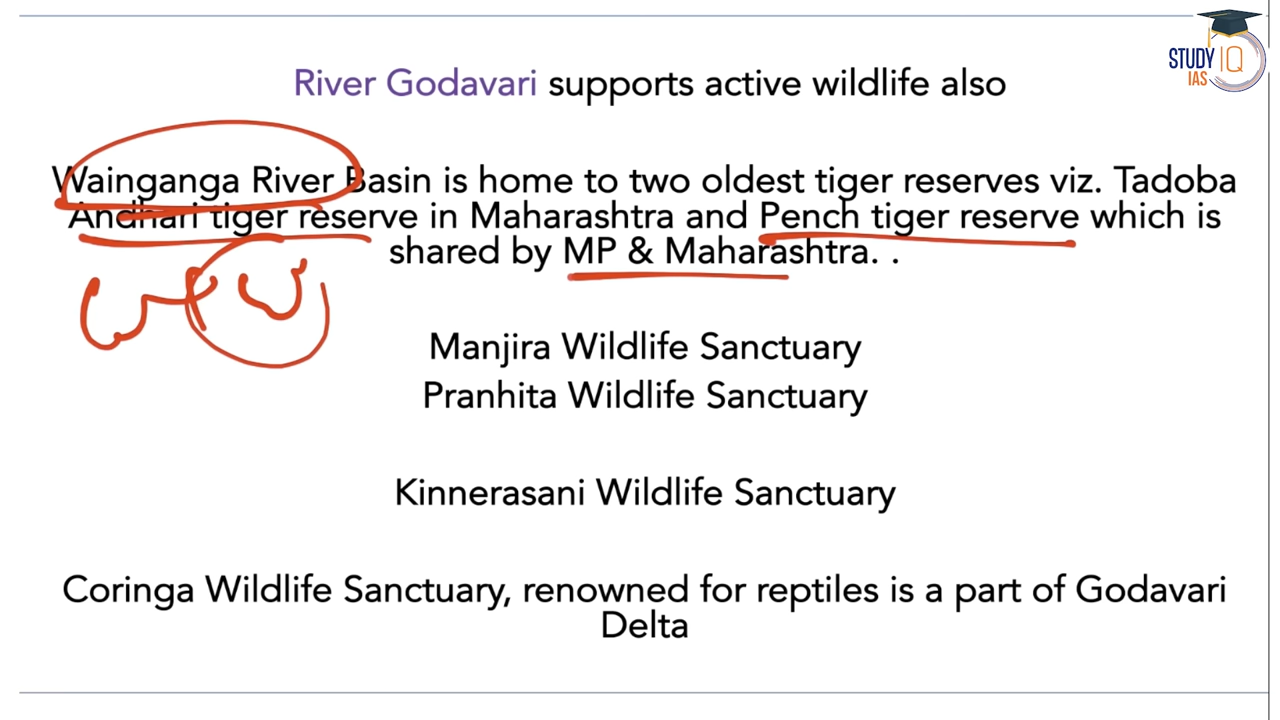 STUDY IQ
IAS
River Godavari supports active wildlife also
Wainganga River Basin is home to two oldest tiger reserves viz. Tadoba
Andhari tiger reserve in Maharashtra and Pench tiger reserve which is
shared by MP & Maharashtra. . 
Manjira Wildlife Sanctuary
Pranhita Wildlife Sanctuary
Kinnerasani Wildlife Sanctuary
Coringa Wildlife Sanctuary, renowned for reptiles is a part of Godavari
Delta